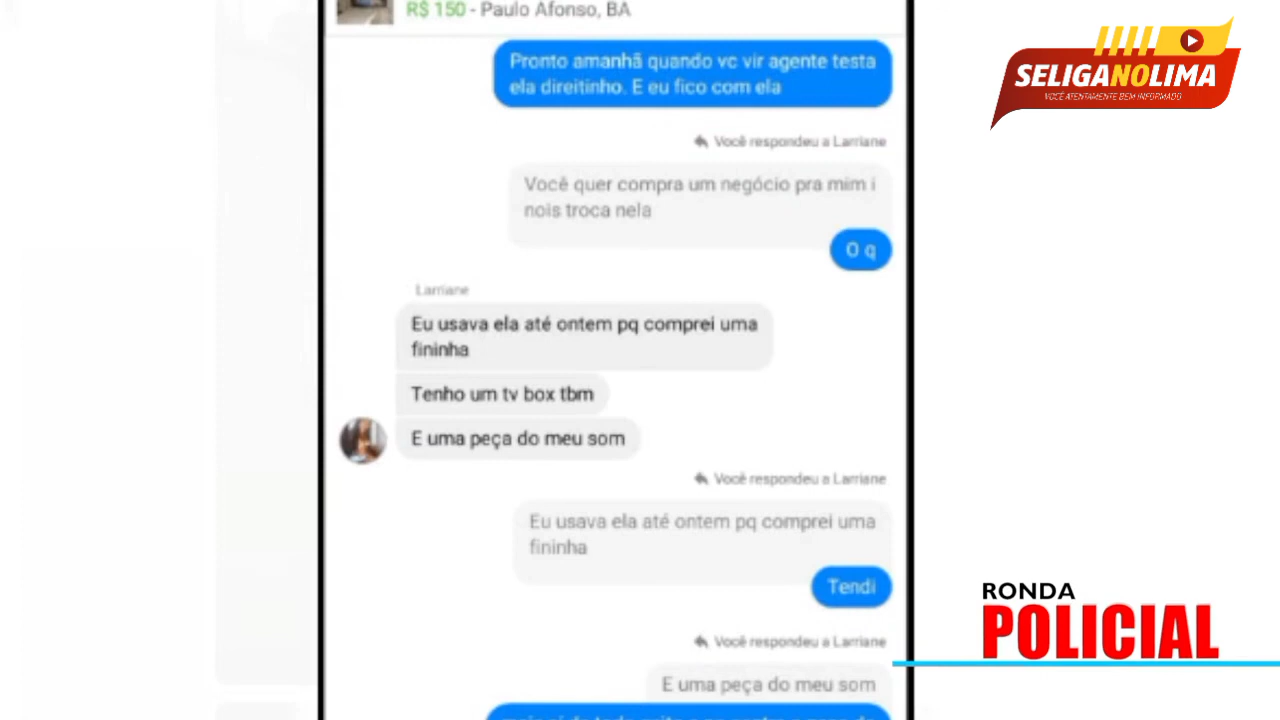 R$ 150 - Paulo Afonso, BA
SELIGANOLIMA
VOCÊ ATENTAMENTE BEM INFORMADO
Pronto amanhã quando vc vir agente testa
ela direitinho. E eu fico com ela
Você respondeu a Larriane
Você quer compra um negócio pra mim i
nois troca nela
O q
Larriane
Eu usava ela até ontem pq comprei uma
fininha
Tenho um tv box tbm
E uma peça do meu som
Você respondeu a Larriane
Eu usava ela até ontem pq comprei uma
fininha
Tendi
RONDA
POLICIAL
Você respondeu a Larriane
E uma peça do meu som